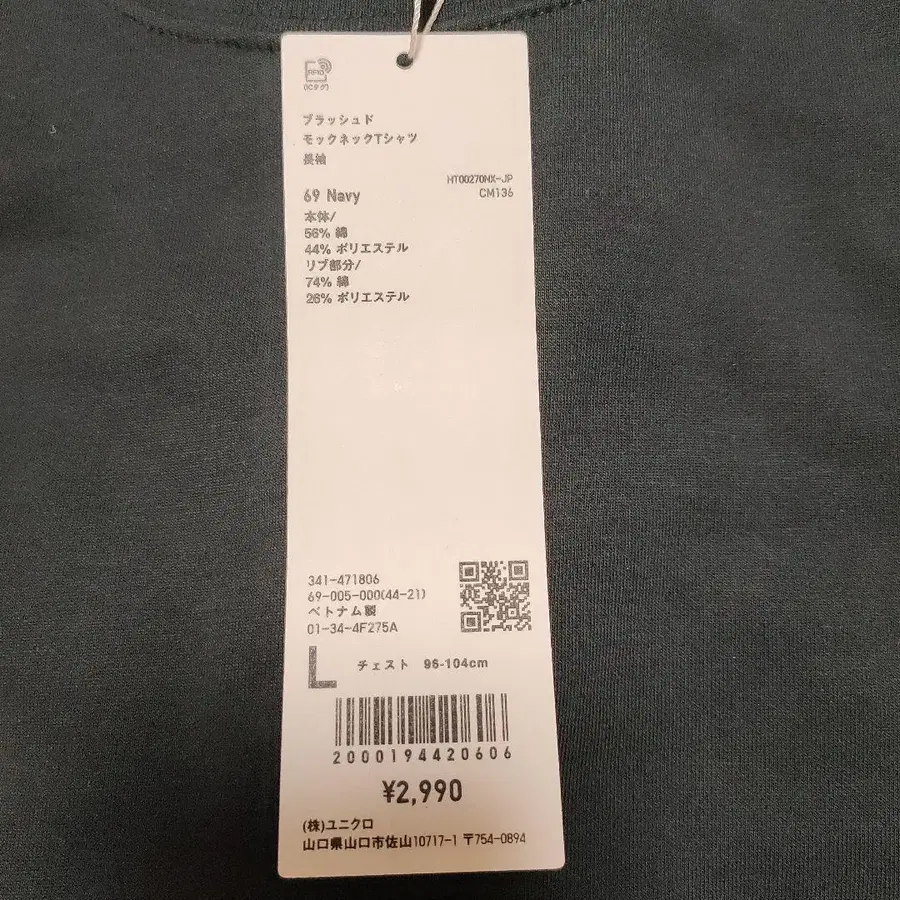 RFID
(ICタグ)
ブラッシュド
モックネックTシャツ
長袖
HT00270NX-JP
69 Navy
CM136
本体/
56% 綿
44% ポリエステル
リブ部分/
74% 綿
26% ポリエステル
341-471806
69-005-000(44-21)
ベトナム製
01-34-4F275A
L チェスト 96-104cm
2000194420606
¥2,990
(株)ユニクロ
山口県山口市佐山10717-1 〒754-0894